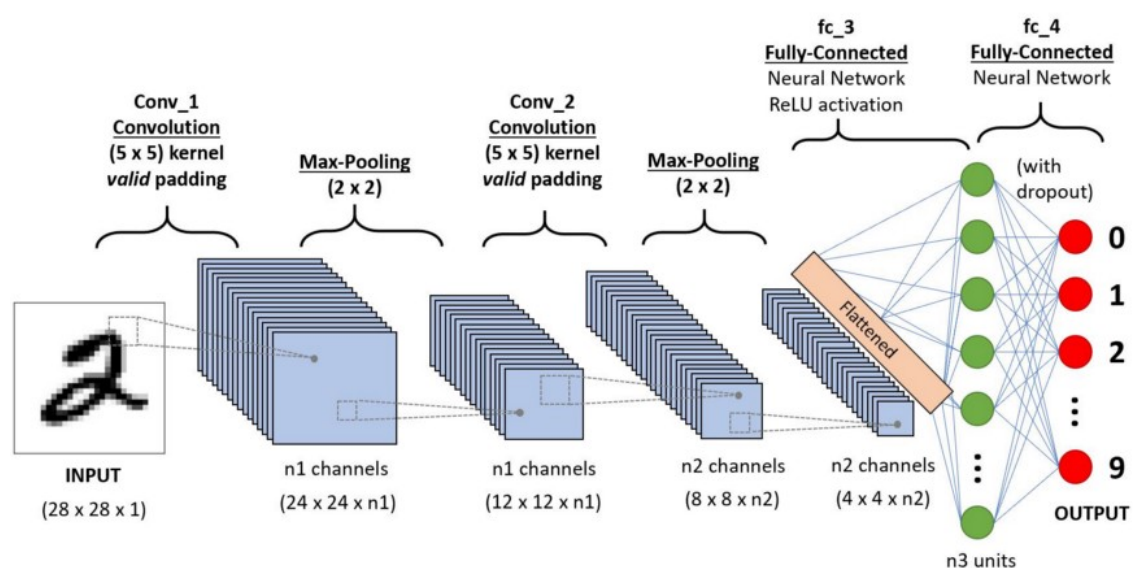 fc_3
Fully-Connected
Neural Network
ReLU activation
fc_4
Fully-Connected
Neural Network
Conv_1
Convolution
(5 x 5) kernel
valid padding
Max-Pooling
(2 x 2)
Conv_2
Convolution
(5 x 5) kernel
valid padding
Max-Pooling
(2 x 2)
(with
dropout)
2
Flattened
0
1
2
9
INPUT
(28 x 28 x 1)
n1 channels
(24 x 24 x n1)
n1 channels
(12 x 12 x n1)
n2 channels
(8 x 8 x n2)
n2 channels
(4 x 4 x n2)
n3 units
OUTPUT